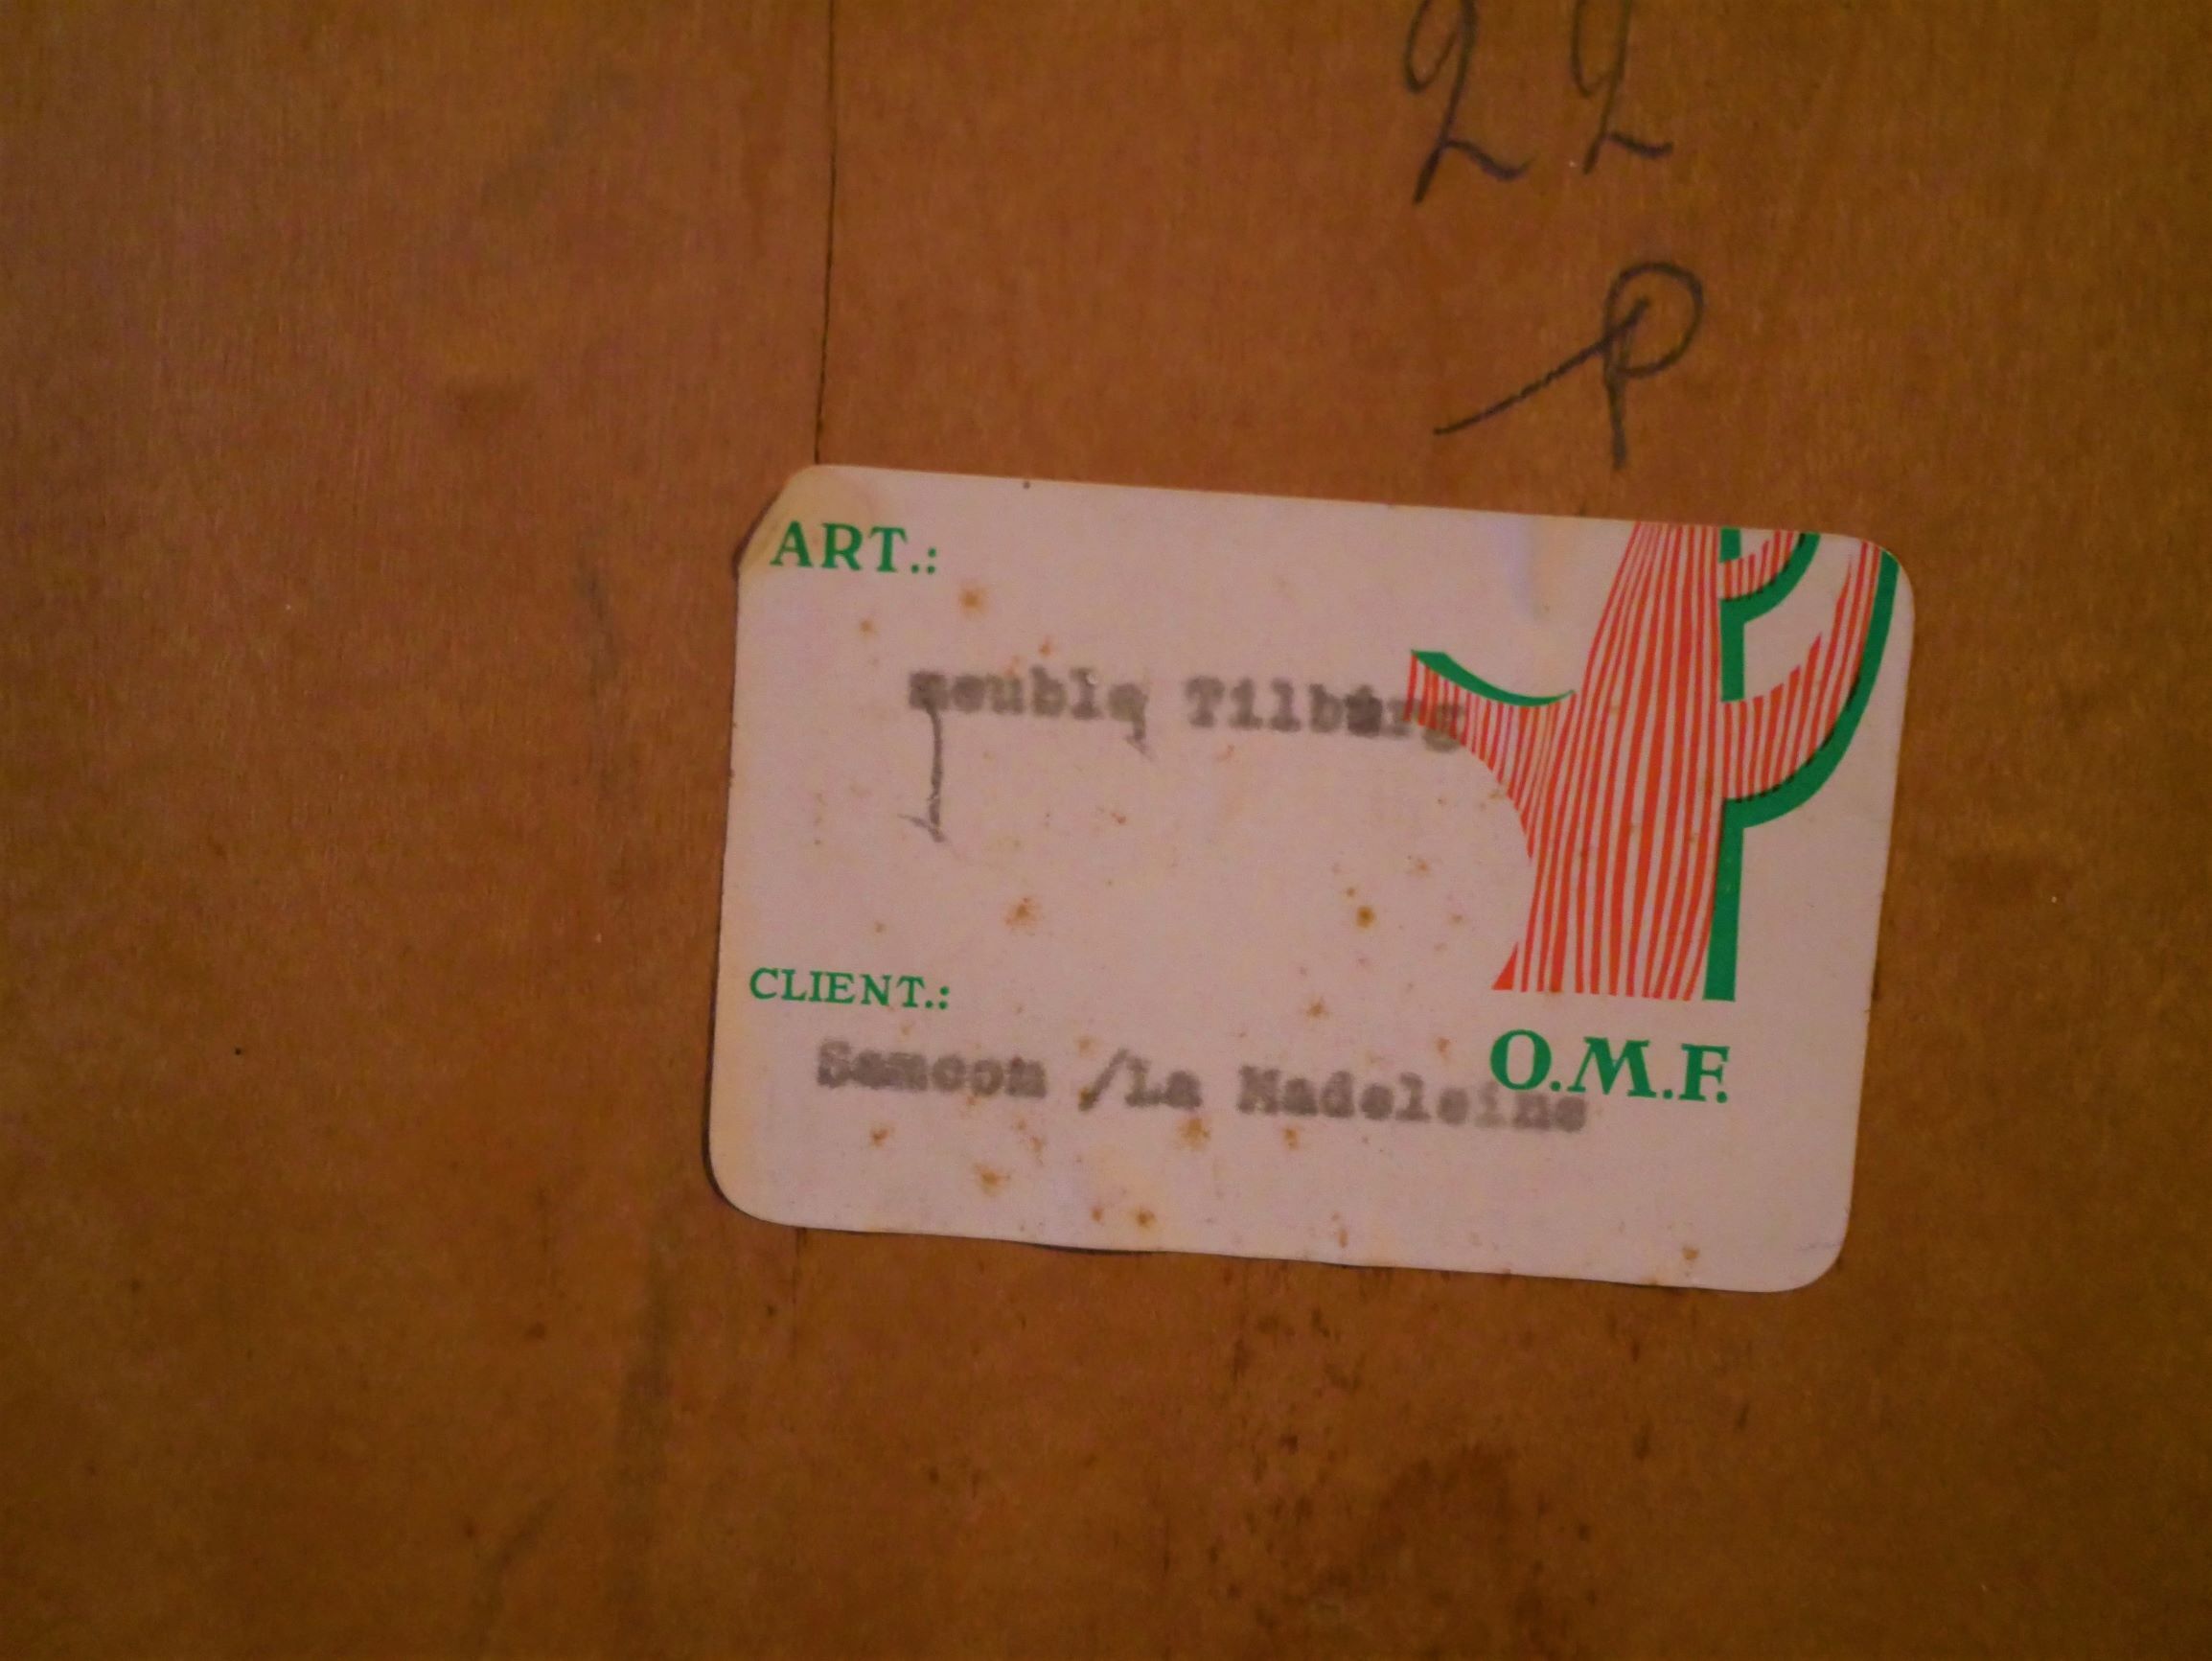 22
P
ART.:
meuble Tilburg
CLIENT.:
O.M.F.
Samcom /La Madeleine